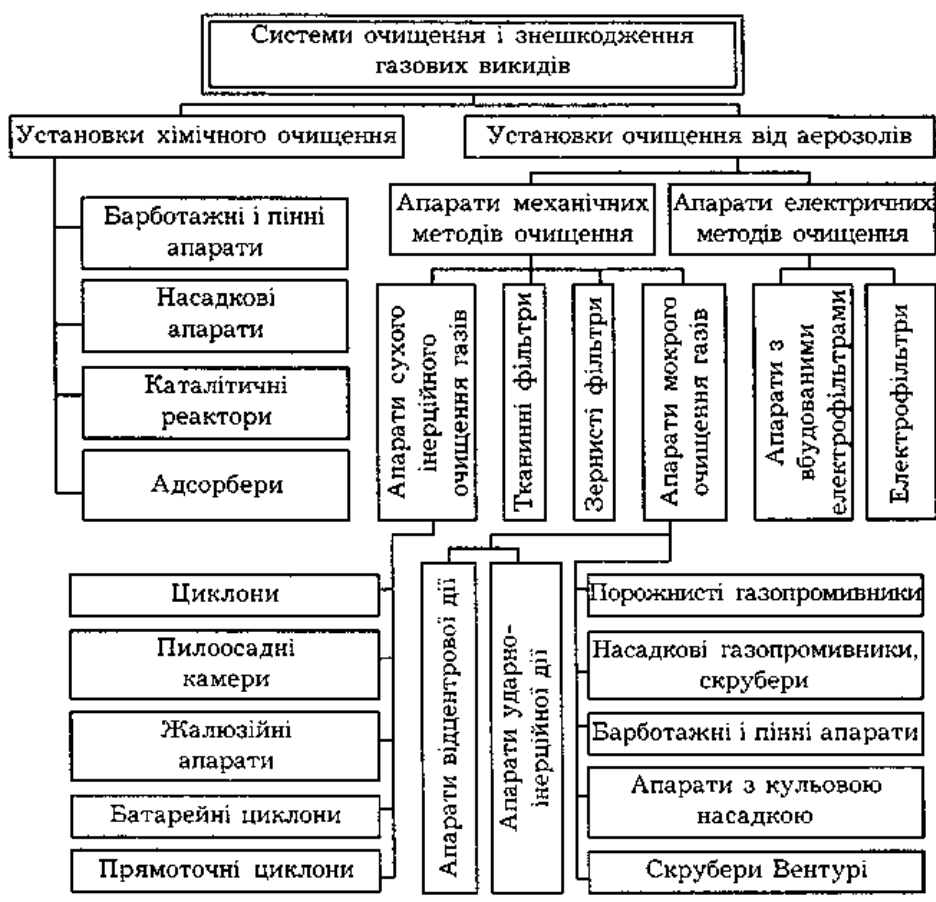 Системи очищення і знешкодження
газових викидів
Установки хімічного очищення
Установки очищення від аерозолів
Барботажні і пінні
апарати
Насадкові
апарати
Каталітичні
реактори
Адсорбери
Апарати механічних
методів очищення
Апарати електричних
методів очищення
Апарати сухого
інерційного
очищення газів
Тканинні фільтри
Зернисті фільтри
Апарати мокрого
очищення газів
Апарати з
вбудованими
електрофільтрами
Електрофільтри
Циклони
Пилоосадні
камери
Жалюзійні
апарати
Батарейні циклони
Прямоточні циклони
Апарати відцентрової дії
Апарати ударно-
інерційної дії
Порожнисті газопромивники
Насадкові газопромивники,
скрубери
Барботажні і пінні апарати
Апарати з кульовою
насадкою
Скрубери Вентурі